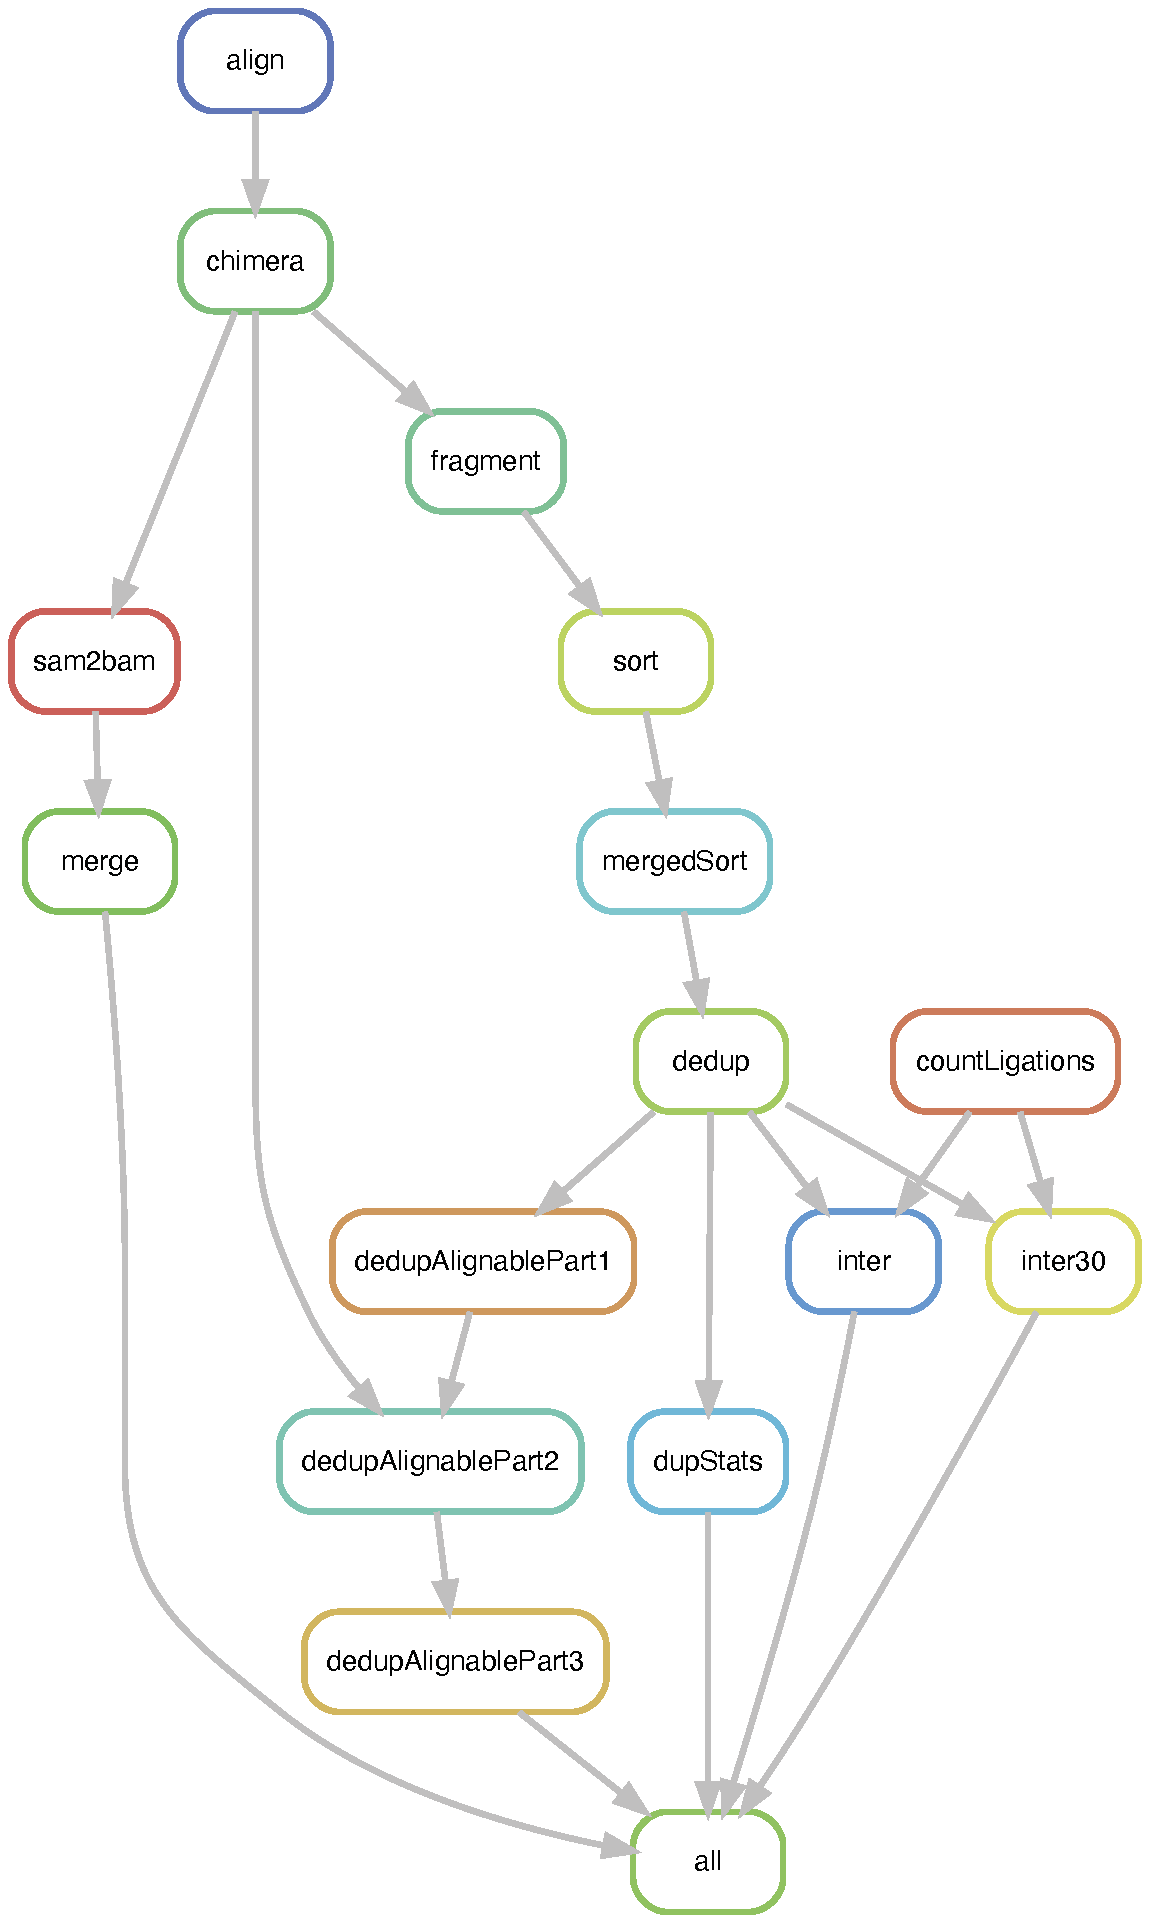 align
chimera
fragment
sam2bam
sort
merge
mergedSort
dedup
countLigations
dedupAlignablePart1
inter
inter30
dedupAlignablePart2
dupStats
dedupAlignablePart3
all